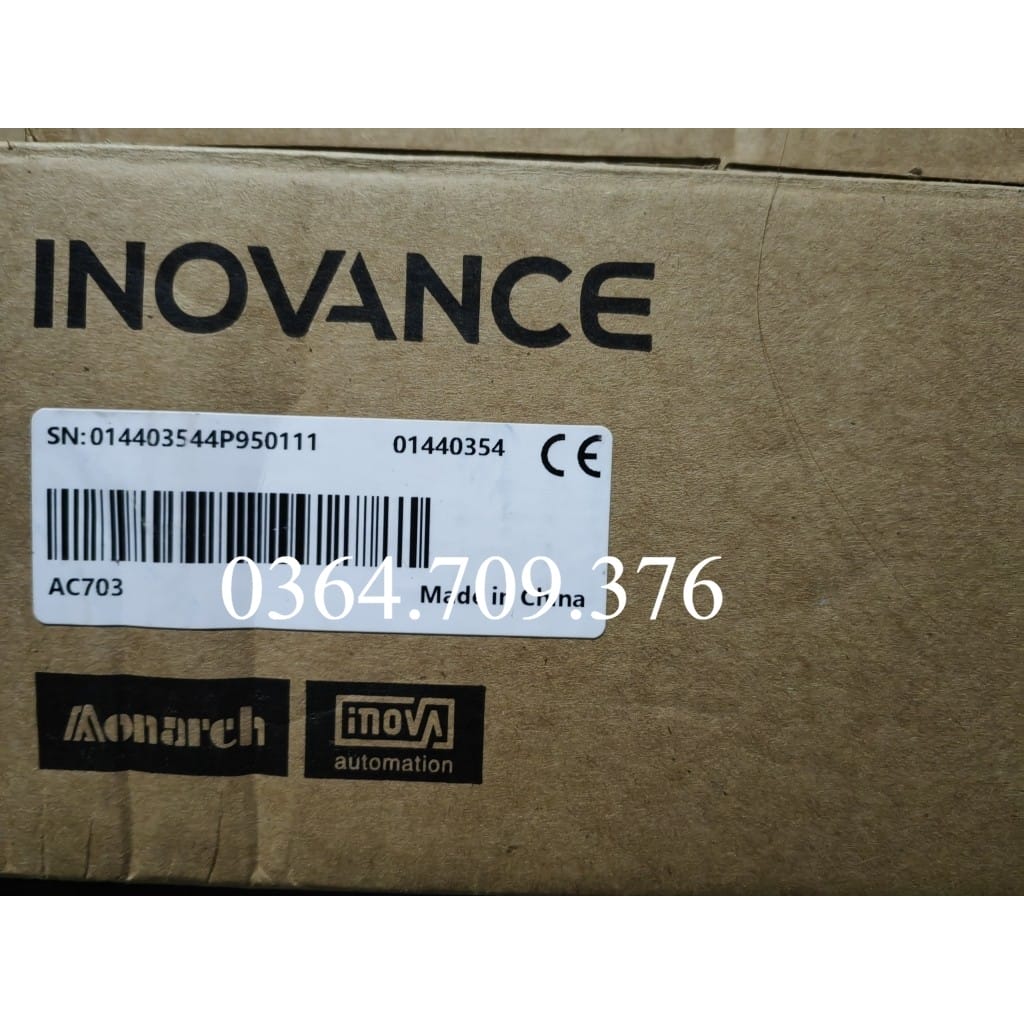 INOVANCE
SN: 014403544P950111 01440354 CE
AC703 Made in China
0364.709.376
Monarch
inova
automation